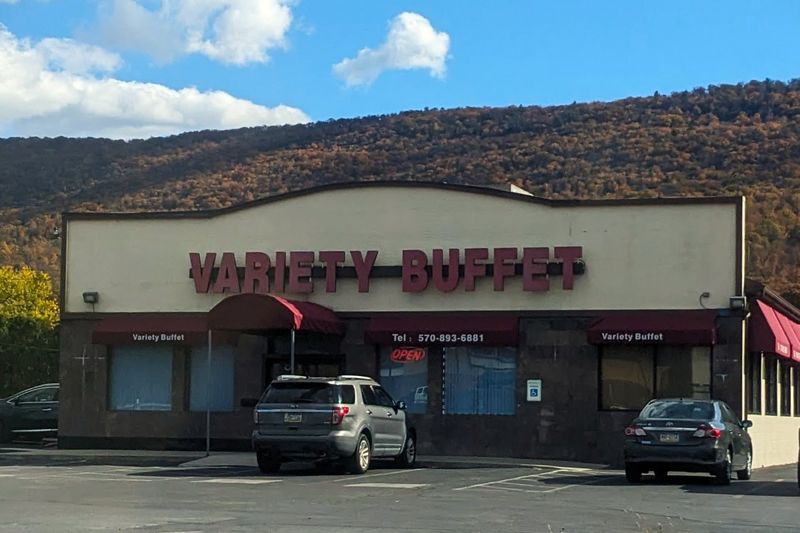 VARIETY BUFFET
Variety Buffet
Tel : 570-893-6881
Variety Buffet
OPEN